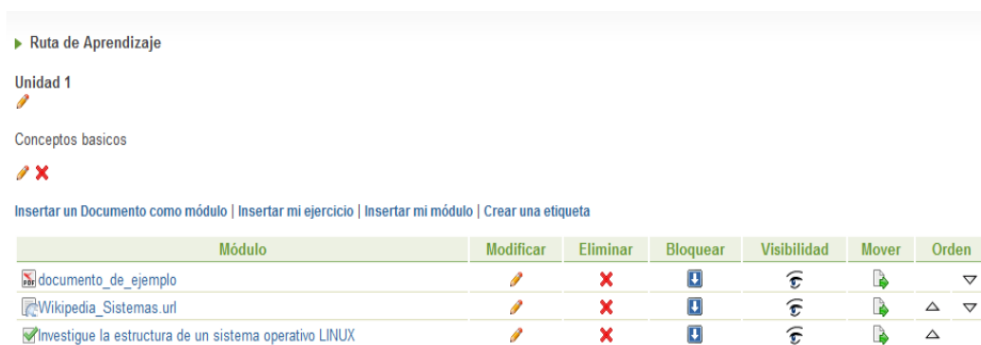 Ruta de Aprendizaje
Unidad 1
Conceptos basicos
Insertar un Documento como módulo | Insertar mi ejercicio | Insertar mi módulo | Crear una etiqueta
Módulo Modificar Eliminar Bloquear Visibilidad Mover Orden
documento_de_ejemplo
Wikipedia_Sistemas.url
Investigue la estructura de un sistema operativo LINUX